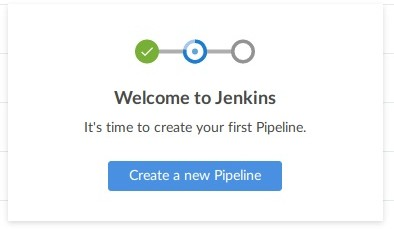 Welcome to Jenkins
It's time to create your first Pipeline.
Create a new Pipeline